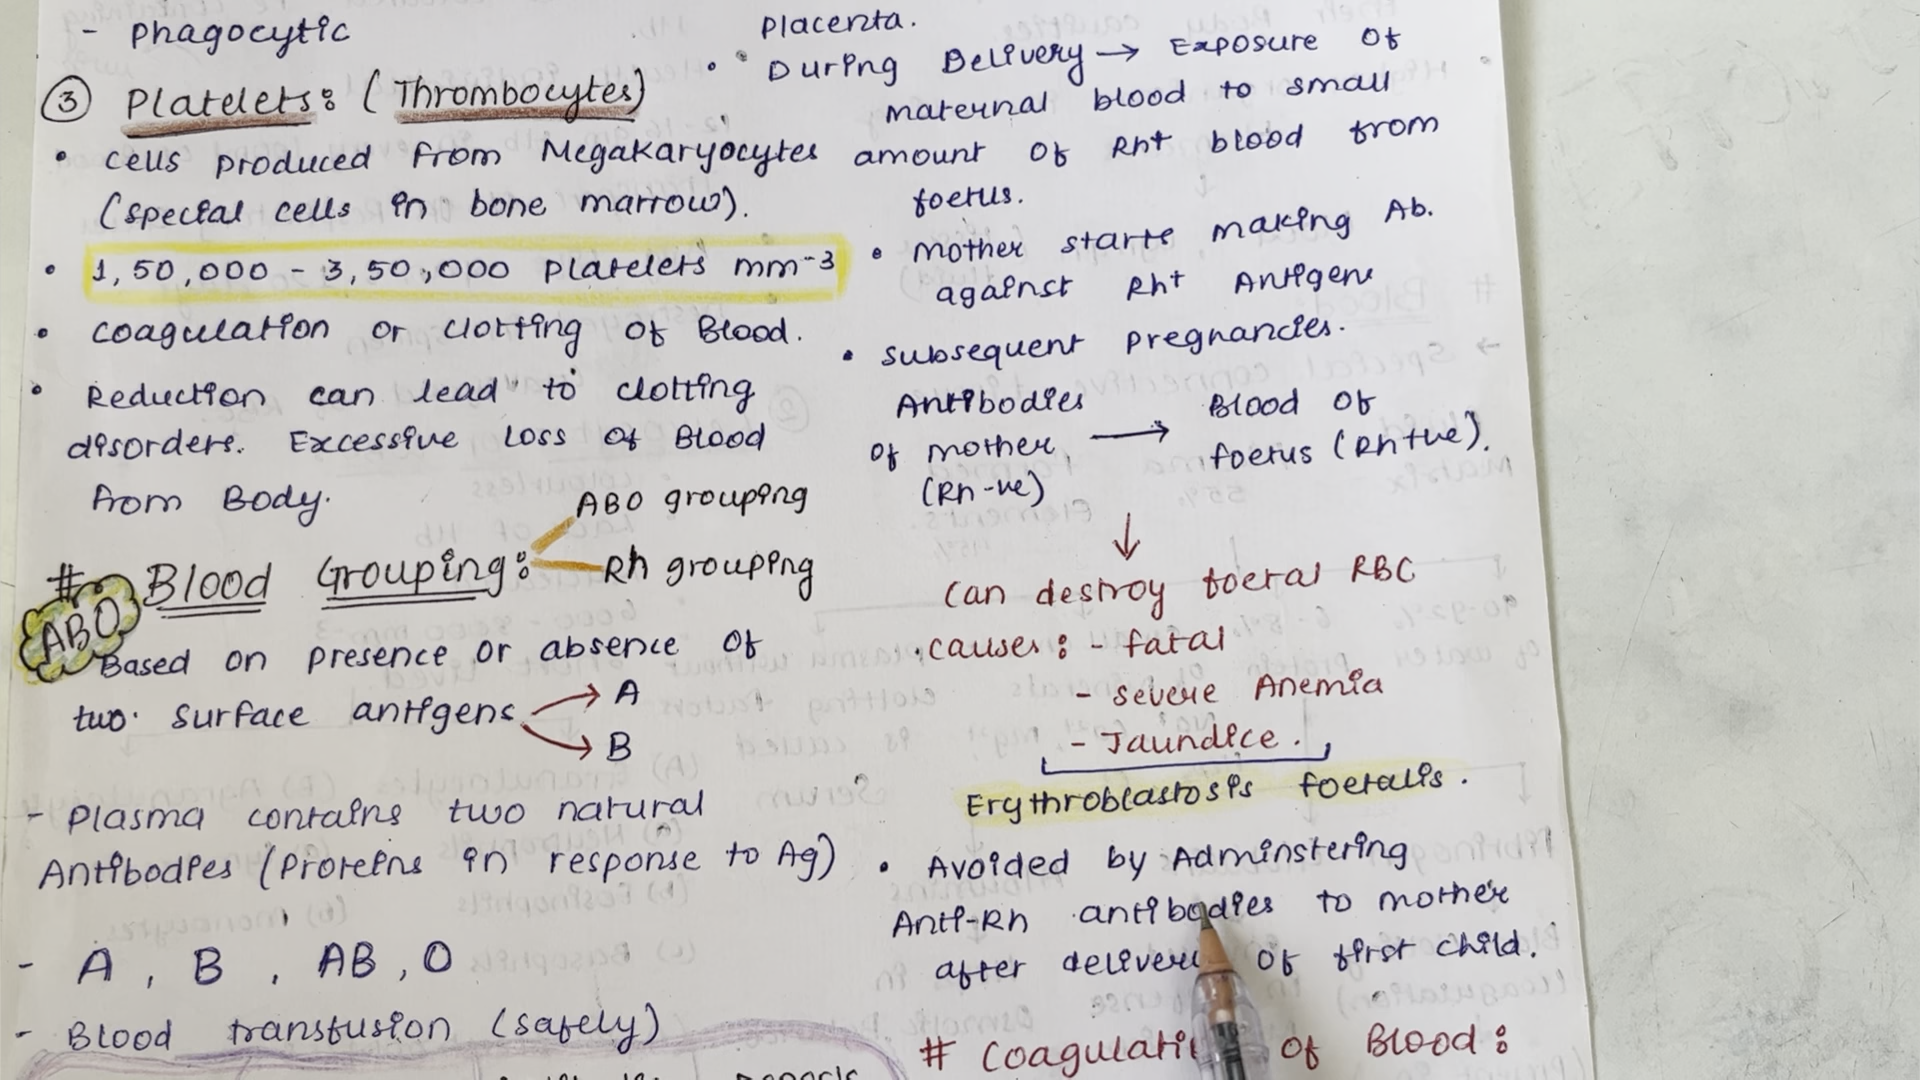 - Phagocytic
③ Platelets: (Thrombocytes)
• cells produced from Megakaryocytes
(special cells in bone marrow).
• 1,50,000 - 3,50,000 platelets mm-3
• coagulation or clotting of Blood.
• Reduction can lead to clotting
disorders. Excessive Loss of Blood
from Body.
# Blood Grouping:
ABO grouping
Rh grouping
ABO
Based on presence or absence of
two surface antigens
A
B
- Plasma contains two natural
Antibodies (Proteins in response to Ag)
- A, B, AB, O
- Blood transfusion (safely)
Placenta.
• During Delivery → Exposure of
maternal blood to small
amount of Rh+ blood from
foetus.
• mother starts making Ab.
against Rh+ Antigens
• subsequent pregnancies.
Antibodies → Blood of
of mother foetus (Rh+ve).
(Rh-ve)
↓
can destroy foetal RBC
causes: - fatal
- severe Anemia
- Jaundice.
Erythroblastosis foetalis.
• Avoided by Adminstering
Anti-Rh antibodies to mother
after delivery of first child.
# Coagulation of Blood: